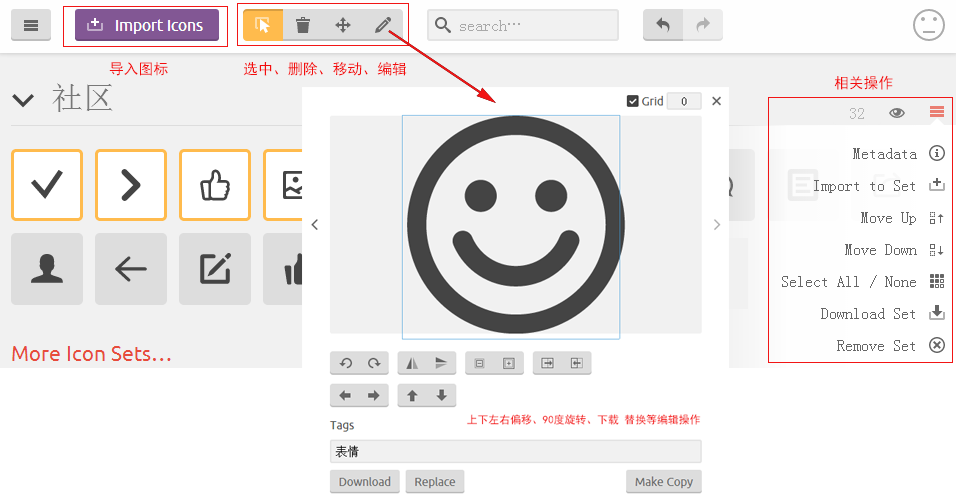 Import Icons
search…
导入图标
选中、删除、移动、编辑
相关操作
社区
Grid
0
32
Metadata
Import to Set
Move Up
Move Down
Select All / None
Download Set
Remove Set
More Icon Sets…
上下左右偏移、90度旋转、下载 替换等编辑操作
Tags
表情
Download
Replace
Make Copy